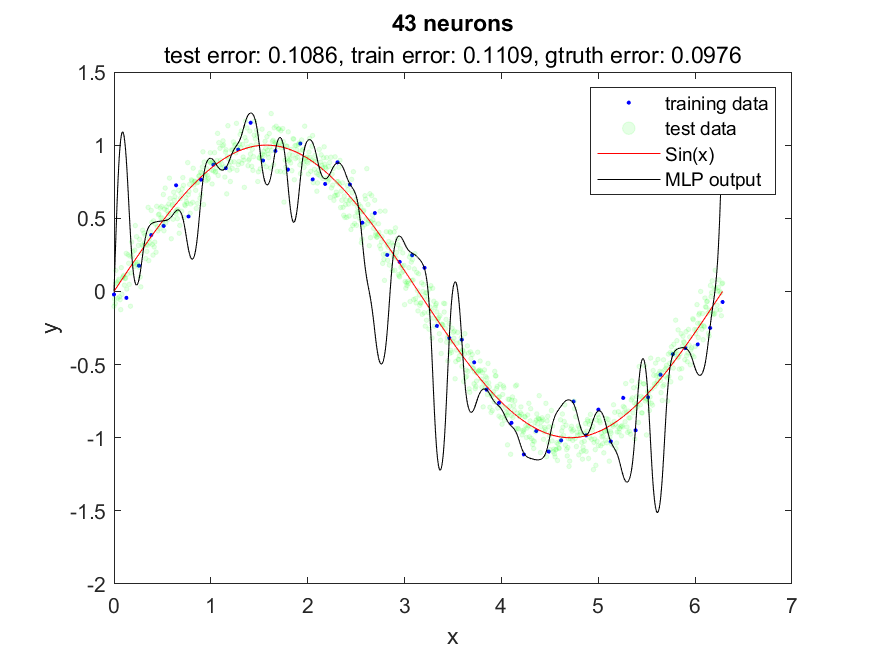 43 neurons
test error: 0.1086, train error: 0.1109, gtruth error: 0.0976
1.5
1
0.5
0
-0.5
-1
-1.5
-2
y
0 1 2 3 4 5 6 7
x
training data
test data
Sin(x)
MLP output